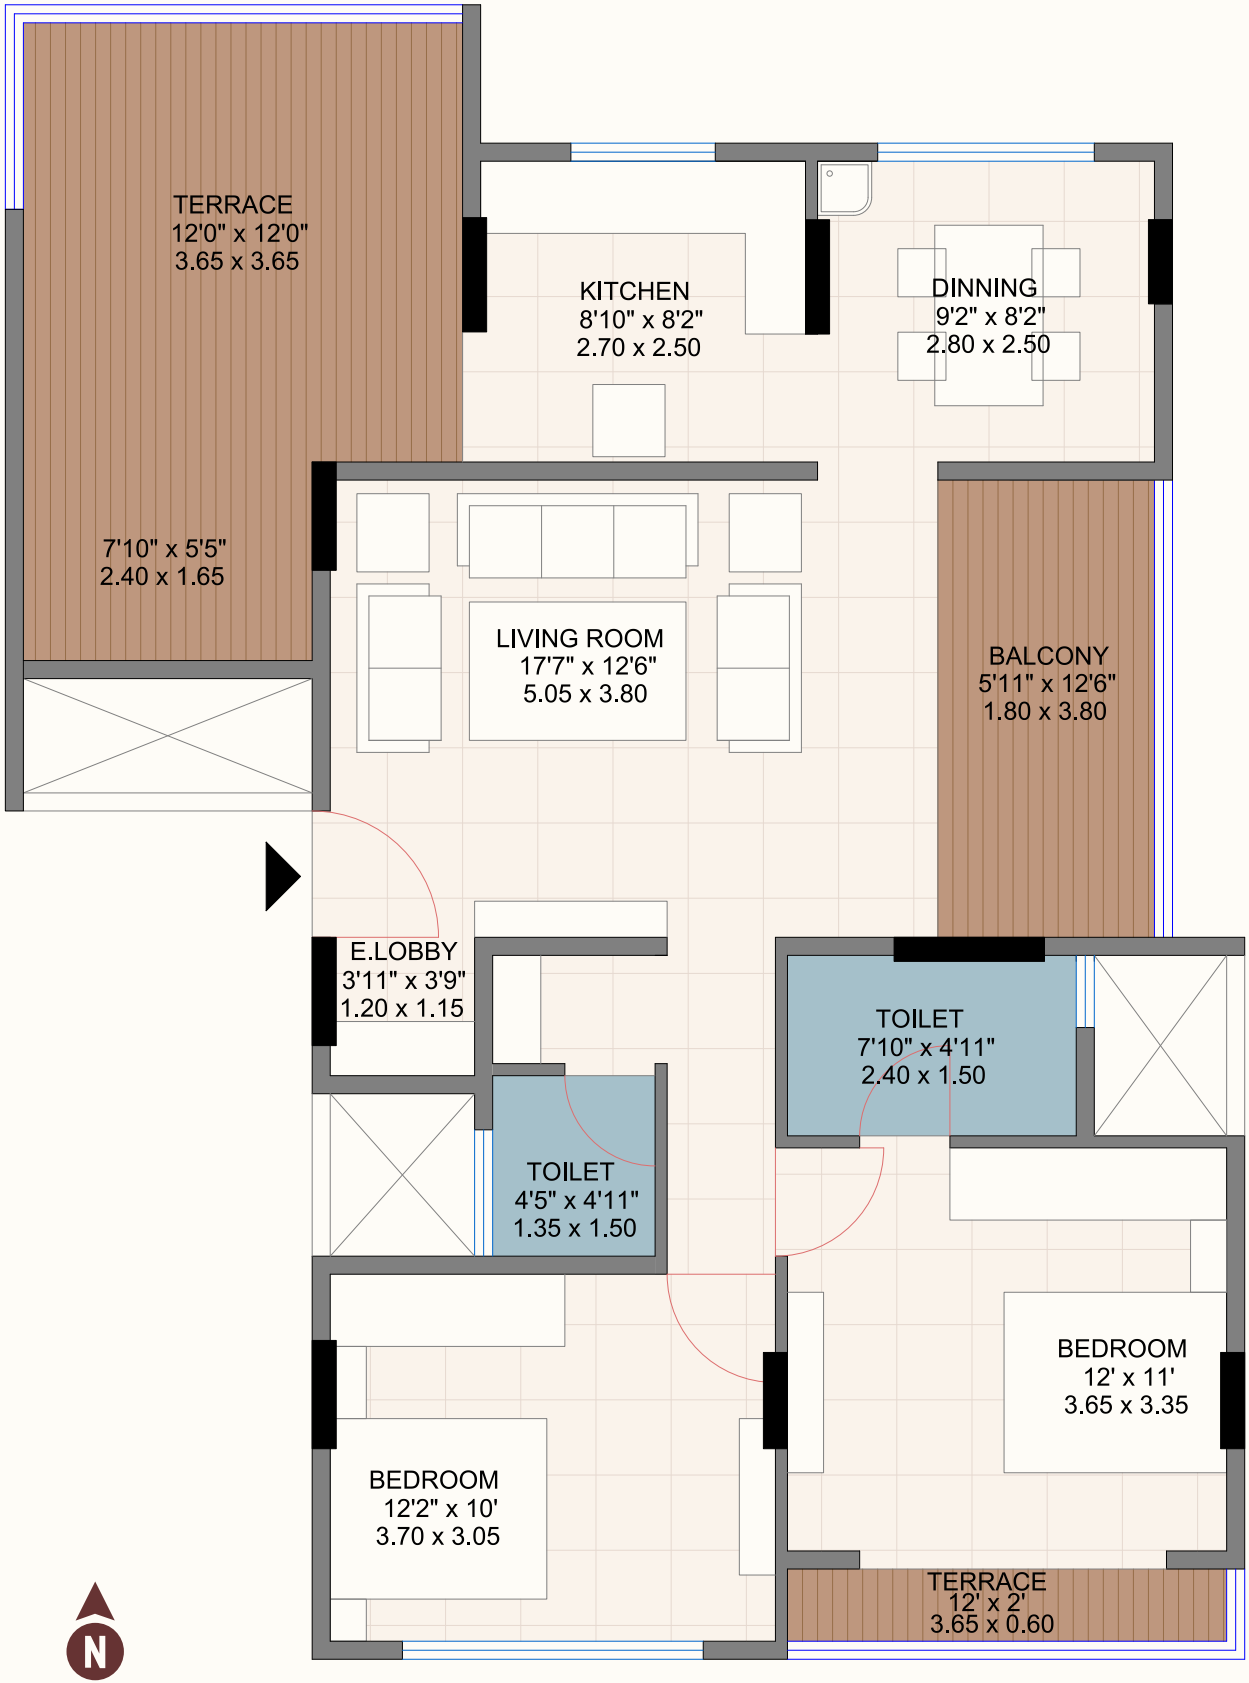 TERRACE
12'0" x 12'0"
3.65 x 3.65
KITCHEN
8'10" x 8'2"
2.70 x 2.50
DINNING
9'2" x 8'2"
2.80 x 2.50
7'10" x 5'5"
2.40 x 1.65
LIVING ROOM
17'7" x 12'6"
5.05 x 3.80
BALCONY
5'11" x 12'6"
1.80 x 3.80
E.LOBBY
3'11" x 3'9"
1.20 x 1.15
TOILET
7'10" x 4'11"
2.40 x 1.50
TOILET
4'5" x 4'11"
1.35 x 1.50
BEDROOM
12' x 11'
3.65 x 3.35
BEDROOM
12'2" x 10'
3.70 x 3.05
TERRACE
12' x 2'
3.65 x 0.60
N